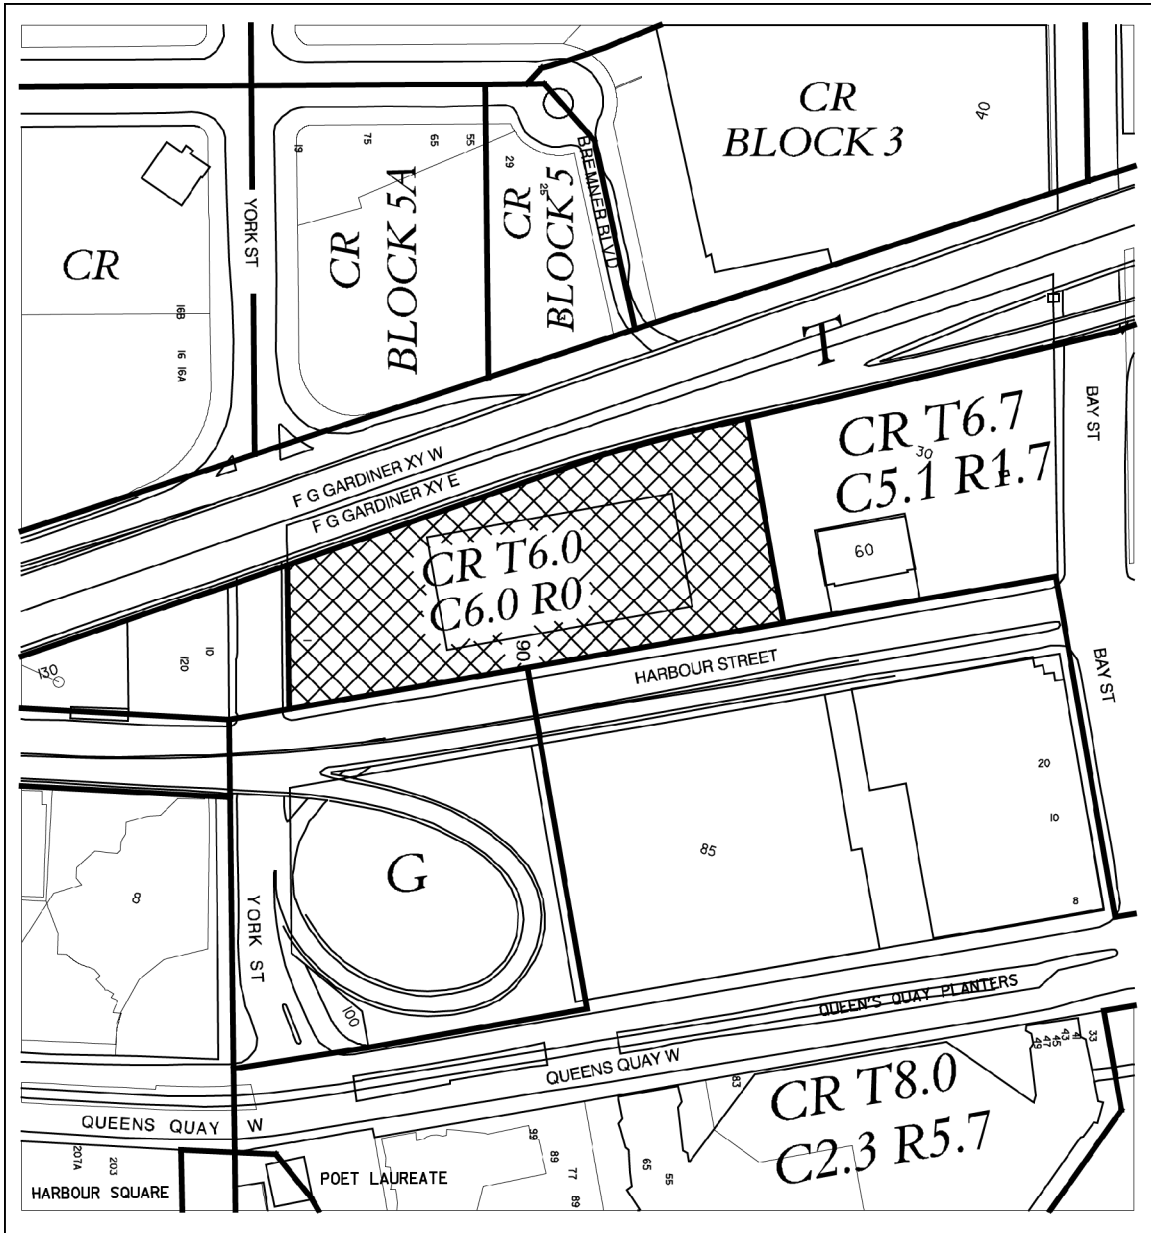 CR
BLOCK 3
40
75
65
55
19
29
25
CR
BLOCK 5
BREMNER BLVD
CR
BLOCK 5A
YORK ST
CR
16B
16
16A
T
BAY ST
CR T6.7
30
C5.1 R1.7
F G GARDINER XY W
F G GARDINER XY E
60
CR T6.0
C6.0 R0
90
1
10
120
130
HARBOUR STREET
BAY ST
20
10
8
85
G
8
YORK ST
100
QUEEN'S QUAY PLANTERS
QUEENS QUAY W
33
41
43
45
47
49
83
CR T8.0
C2.3 R5.7
QUEENS QUAY W
99
89
77
89
65
55
207A
203
HARBOUR SQUARE
POET LAUREATE